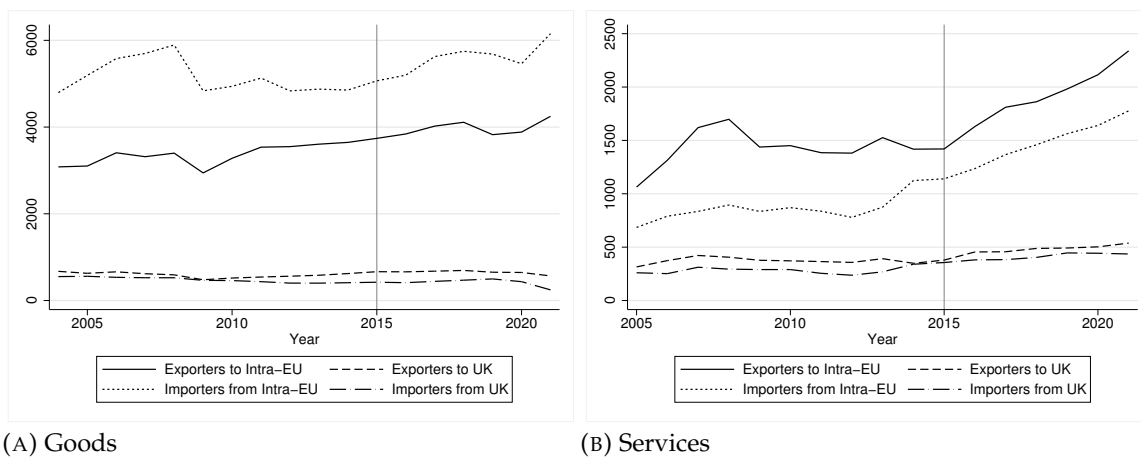 6000
4000
2000
0
2005 2010 2015 2020
Year
Exporters to Intra−EU Exporters to UK
Importers from Intra−EU Importers from UK
(A) Goods
2500
2000
1500
1000
500
0
2005 2010 2015 2020
Year
Exporters to Intra−EU Exporters to UK
Importers from Intra−EU Importers from UK
(B) Services